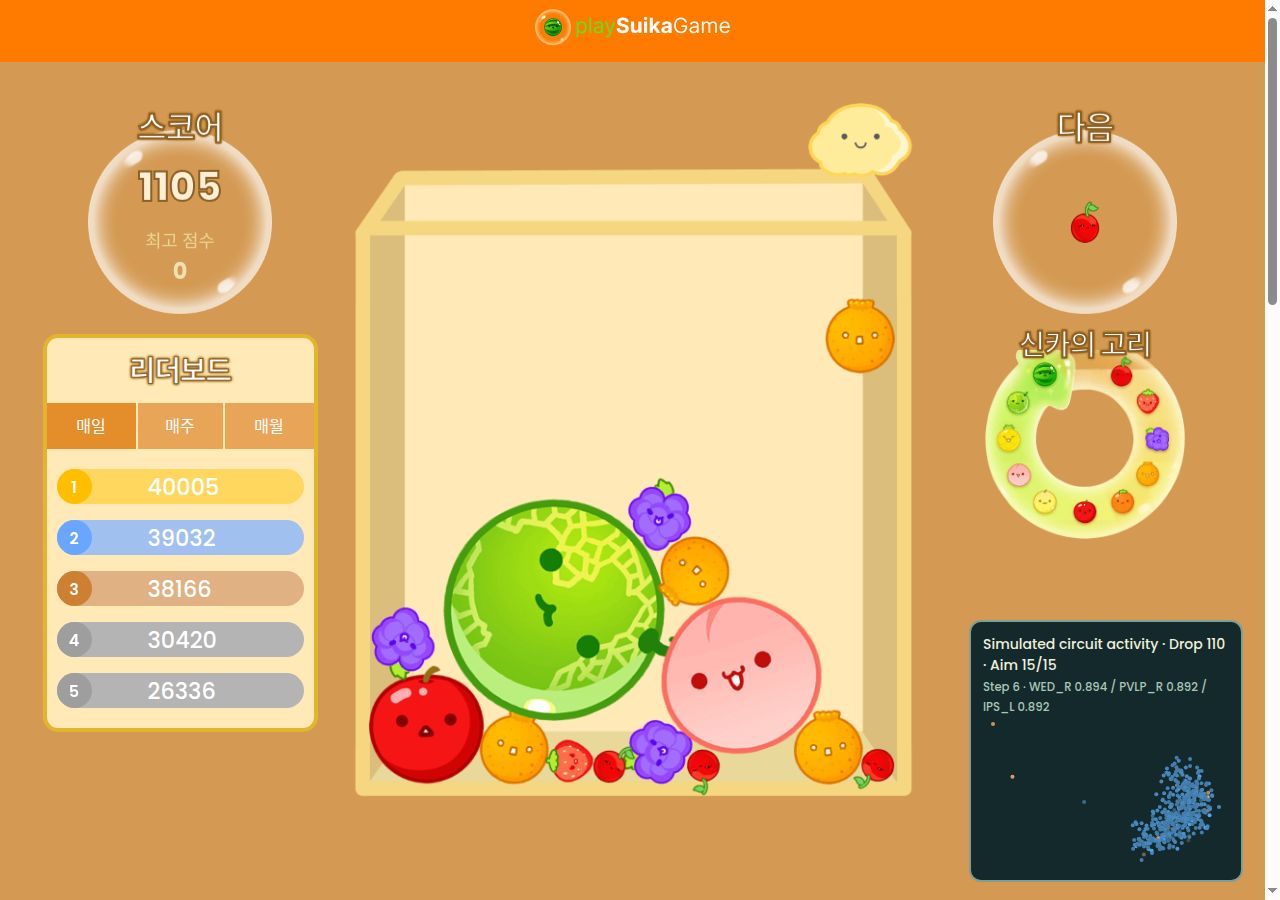 playSuikaGame
스코어
1105
최고 점수
0
리더보드
매일
매주
매월
1 40005
2 39032
3 38166
4 30420
5 26336
다음
신카의 고리
Simulated circuit activity · Drop 110
· Aim 15/15
Step 6 · WED_R 0.894 / PVLP_R 0.892 /
IPS_L 0.892